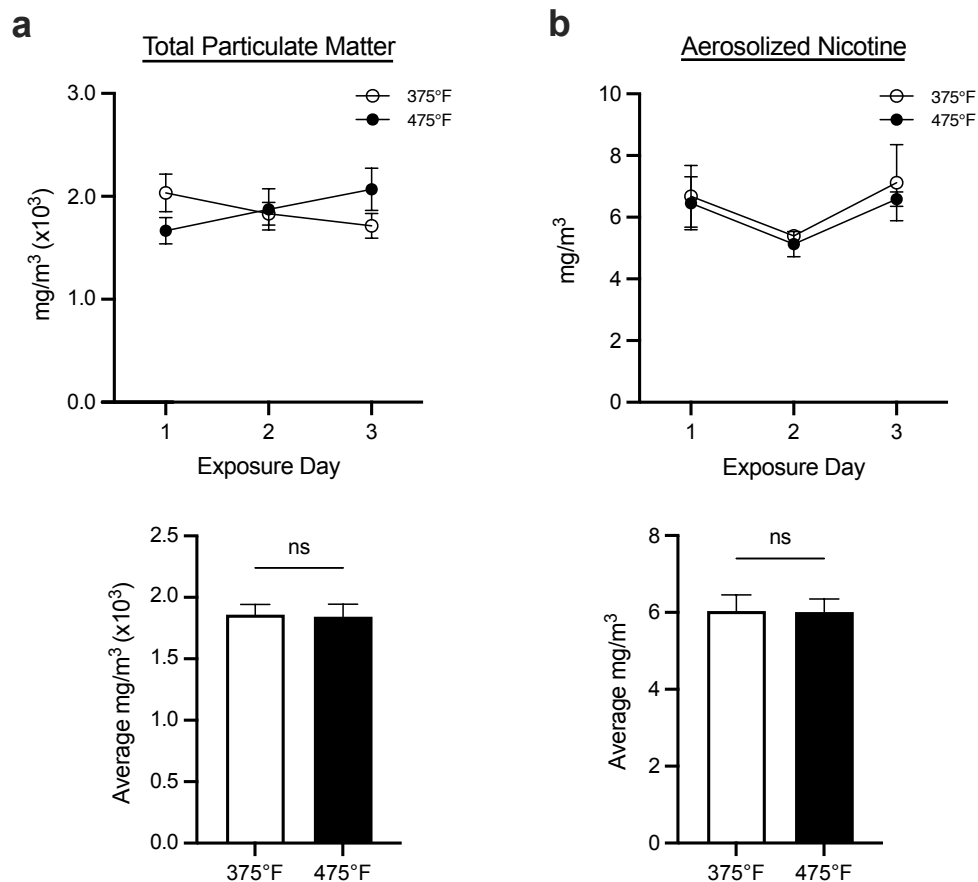 a
Total Particulate Matter
375°F
475°F
3.0
2.0
1.0
0.0
mg/m³ (x10³)
1 2 3
Exposure Day
b
Aerosolized Nicotine
375°F
475°F
10
8
6
4
2
0
mg/m³
1 2 3
Exposure Day
ns
2.5
2.0
1.5
1.0
0.5
0.0
Average mg/m³ (x10³)
375°F 475°F
ns
8
6
4
2
0
Average mg/m³
375°F 475°F